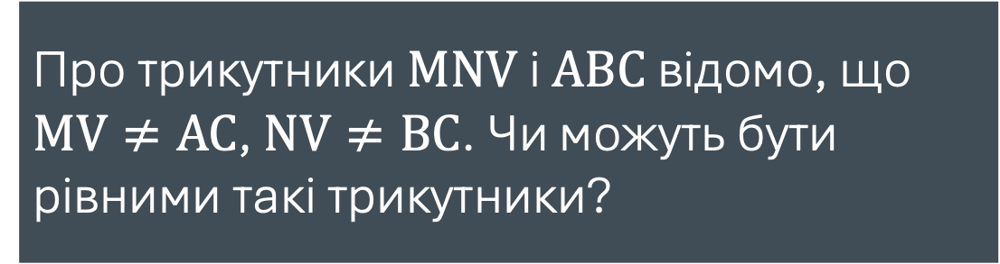 Про трикутники MNV і ABC відомо, що
MV ≠ AC, NV ≠ BC. Чи можуть бути
рівними такі трикутники?